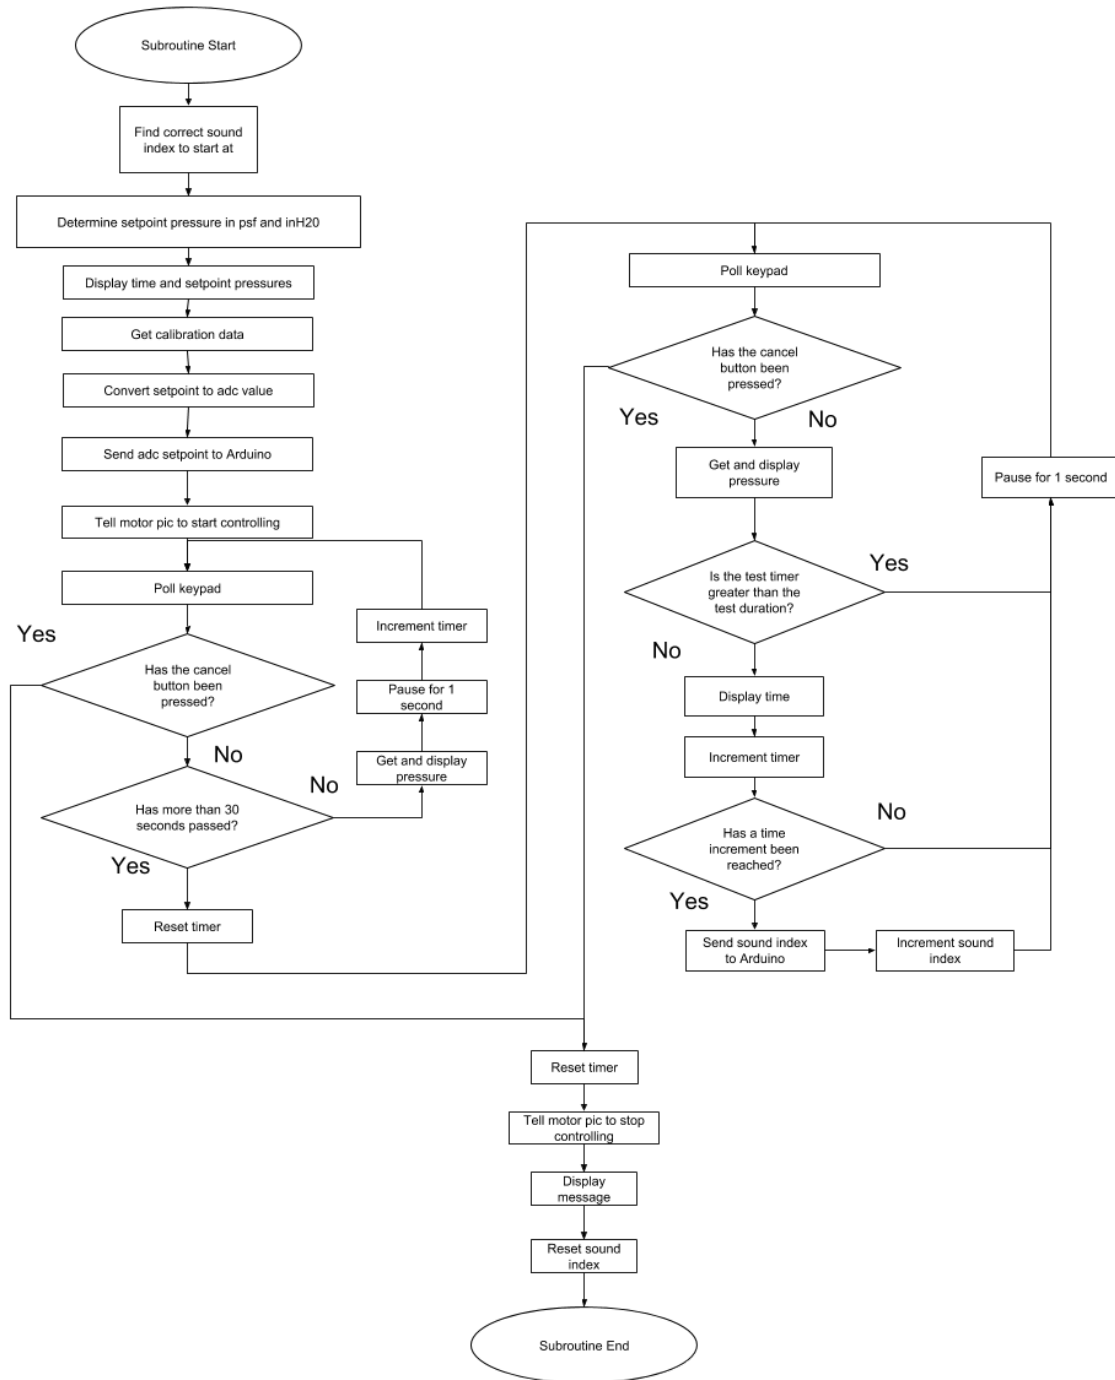 Subroutine Start
Find correct sound
index to start at
Determine setpoint pressure in psf and inH20
Display time and setpoint pressures
Get calibration data
Convert setpoint to adc value
Send adc setpoint to Arduino
Tell motor pic to start controlling
Poll keypad
Yes
Has the cancel
button been
pressed?
No
Has more than 30
seconds passed?
No
Get and display
pressure
Pause for 1
second
Increment timer
Yes
Reset timer
Poll keypad
Has the cancel
button been
pressed?
Yes
No
Get and display
pressure
Pause for 1 second
Is the test timer
greater than the
test duration?
Yes
No
Display time
Increment timer
Has a time
increment been
reached?
No
Yes
Send sound index
to Arduino
Increment sound
index
Reset timer
Tell motor pic to stop
controlling
Display
message
Reset sound
index
Subroutine End